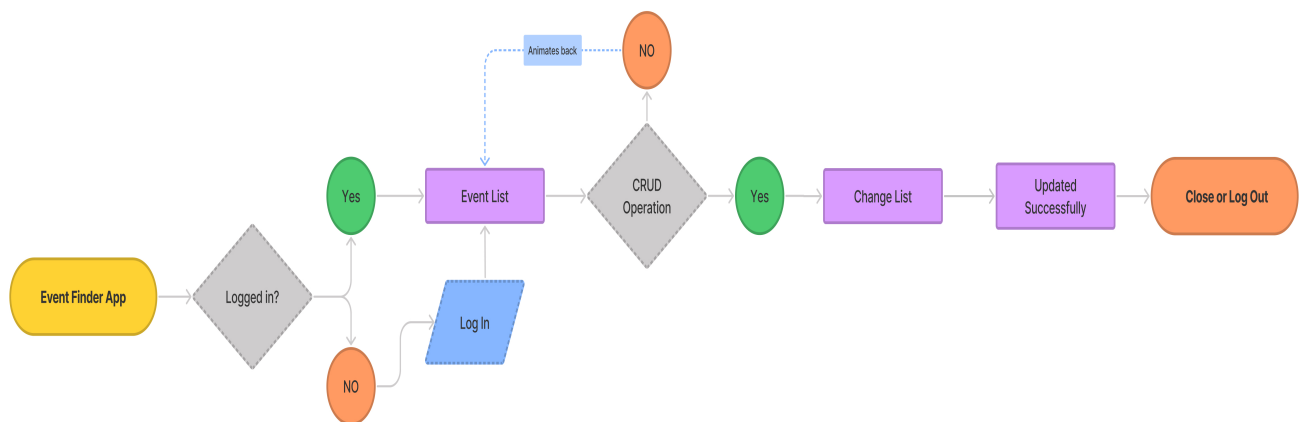 Animates back
NO
Yes
Event List
CRUD
Operation
Yes
Change List
Updated
Successfully
Close or Log Out
Event Finder App
Logged in?
Log In
NO